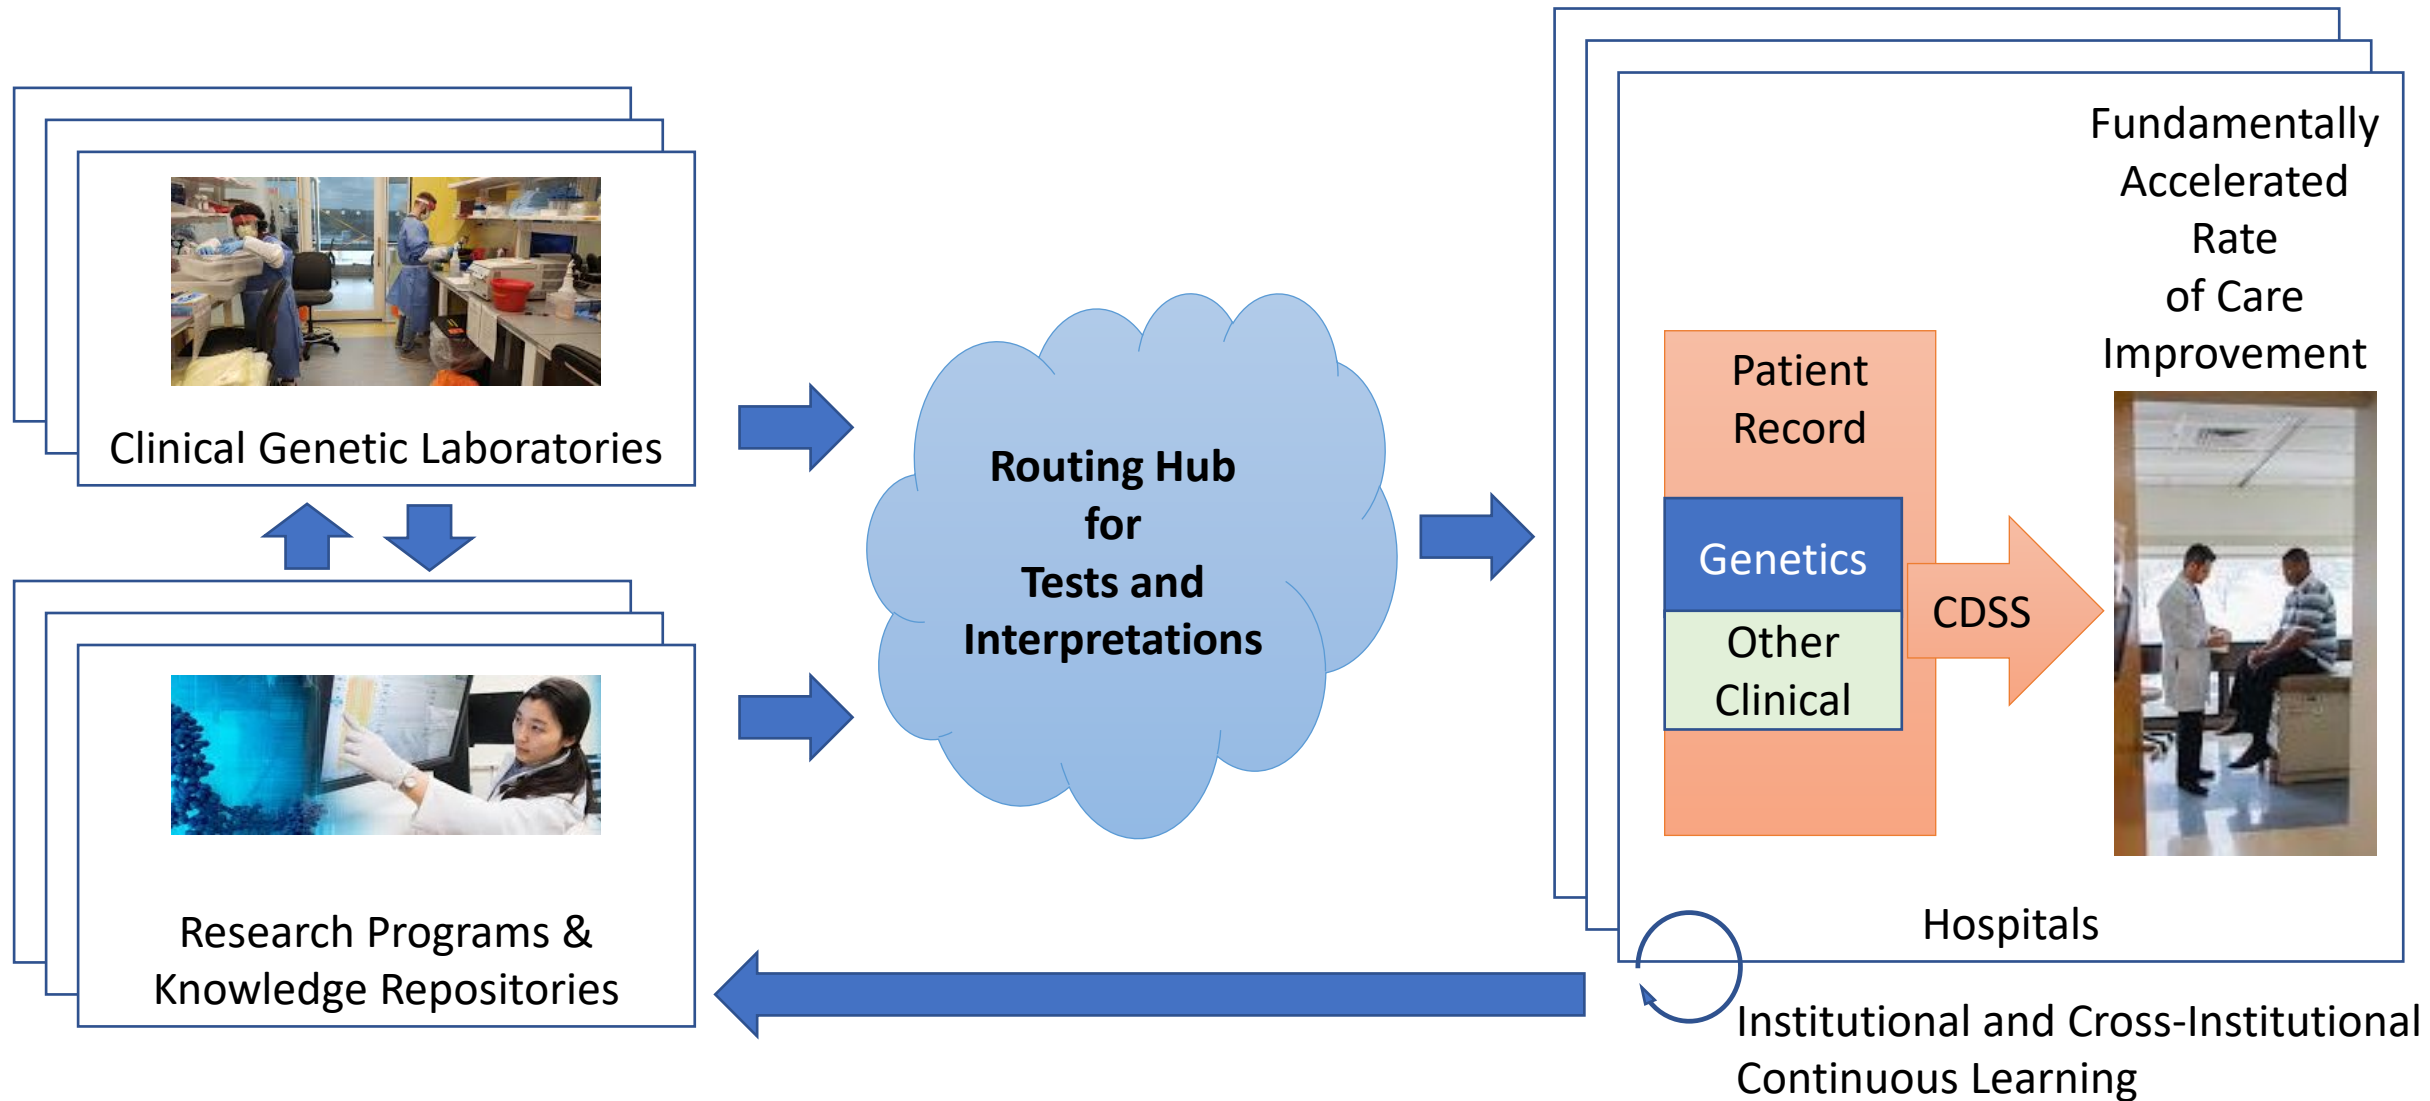 Clinical Genetic Laboratories
Research Programs &
Knowledge Repositories
Routing Hub
for
Tests and
Interpretations
Fundamentally
Accelerated
Rate
of Care
Improvement
Patient
Record
Genetics
Other
Clinical
CDSS
Hospitals
Institutional and Cross-Institutional
Continuous Learning